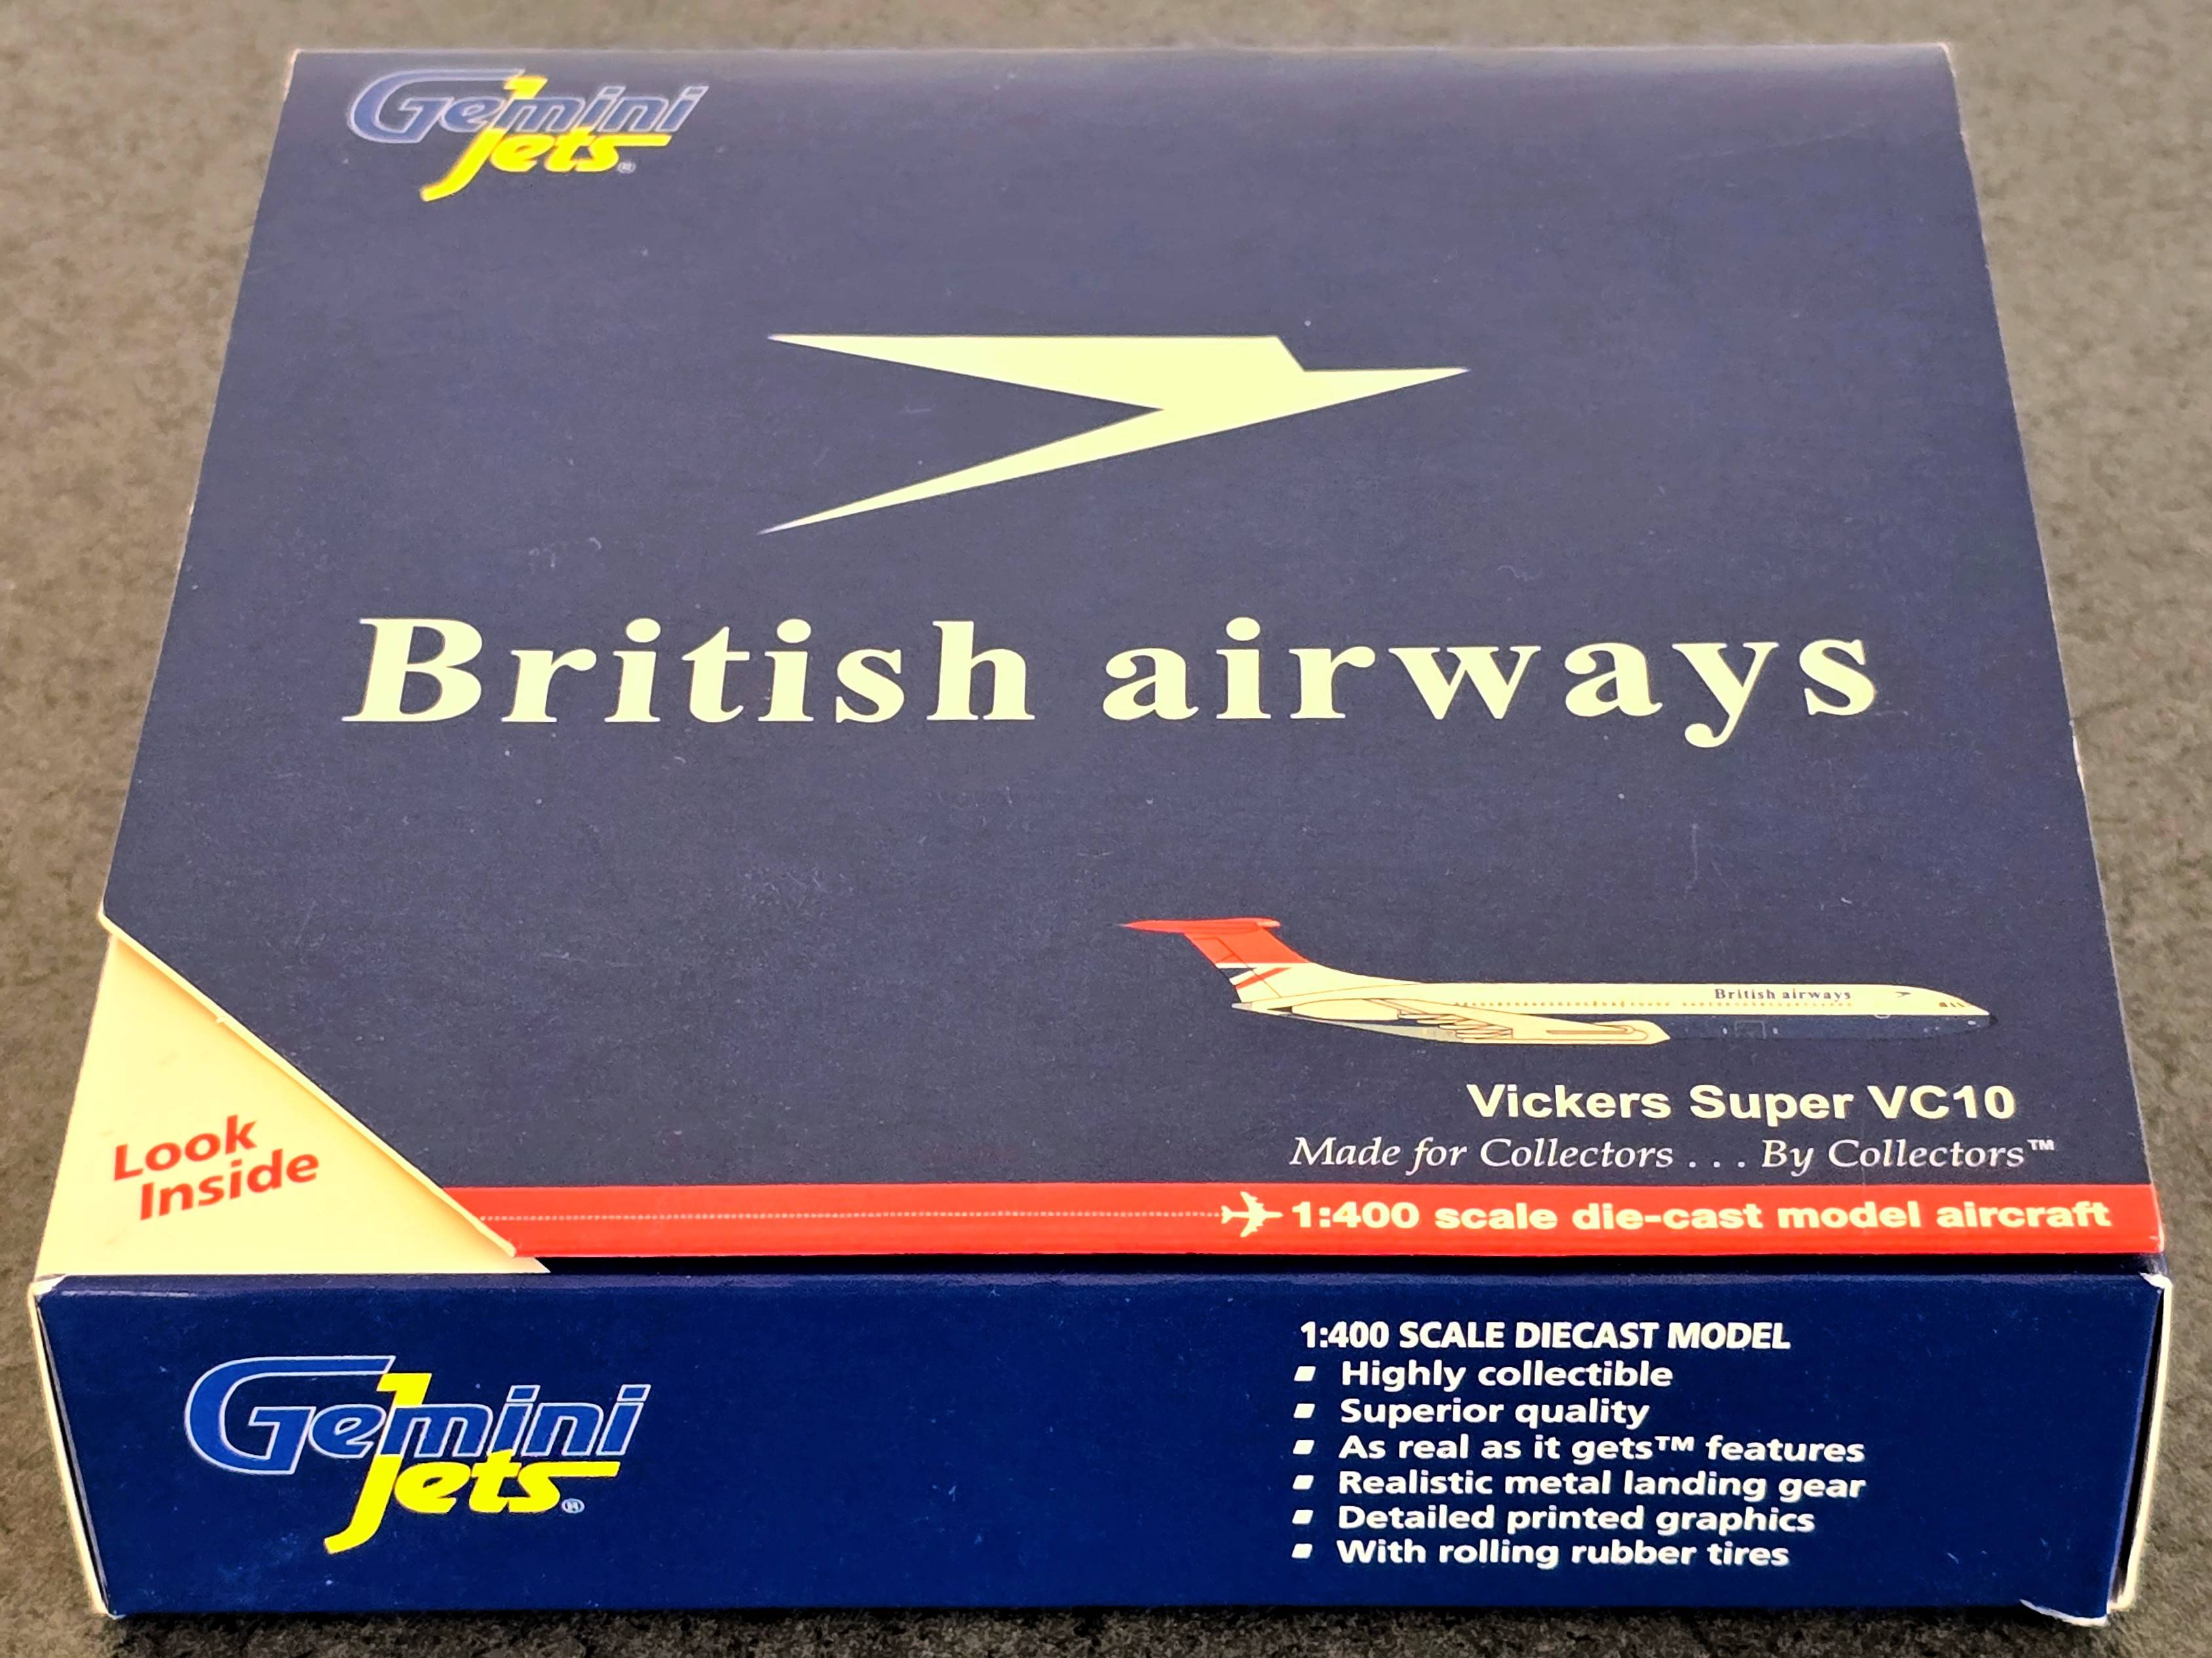 Gemini
Jets®
British airways
British airways
Vickers Super VC10
Made for Collectors . . . By Collectors™
Look
Inside
1:400 scale die-cast model aircraft
Gemini
Jets®
1:400 SCALE DIECAST MODEL
▪ Highly collectible
▪ Superior quality
▪ As real as it gets™ features
▪ Realistic metal landing gear
▪ Detailed printed graphics
▪ With rolling rubber tires